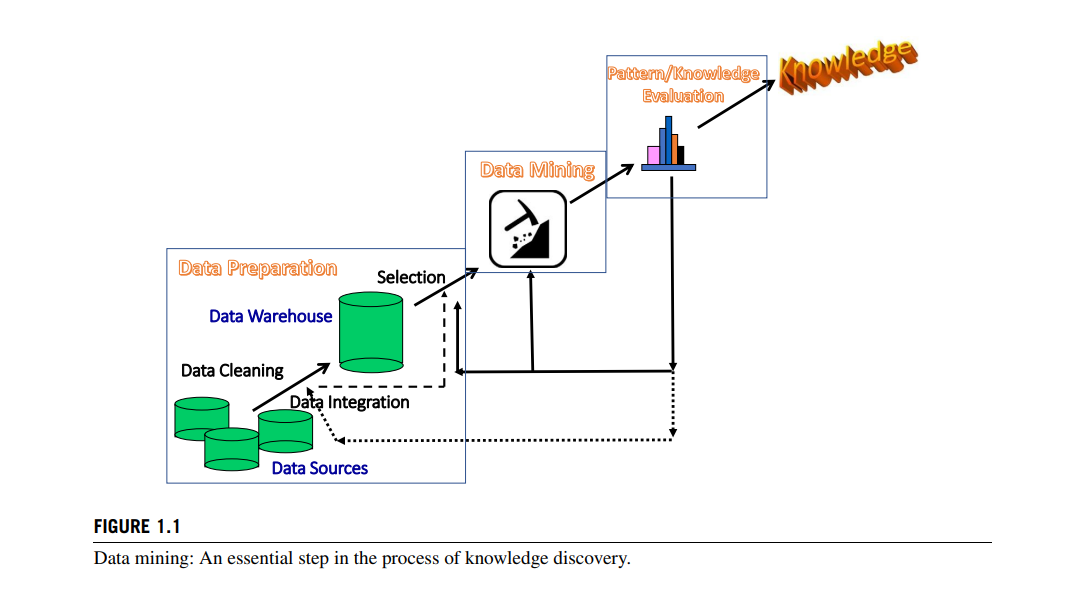 Knowledge
Pattern/Knowledge
Evaluation
Data Mining
Data Preparation
Selection
Data Warehouse
Data Cleaning
Data Integration
Data Sources
FIGURE 1.1
Data mining: An essential step in the process of knowledge discovery.